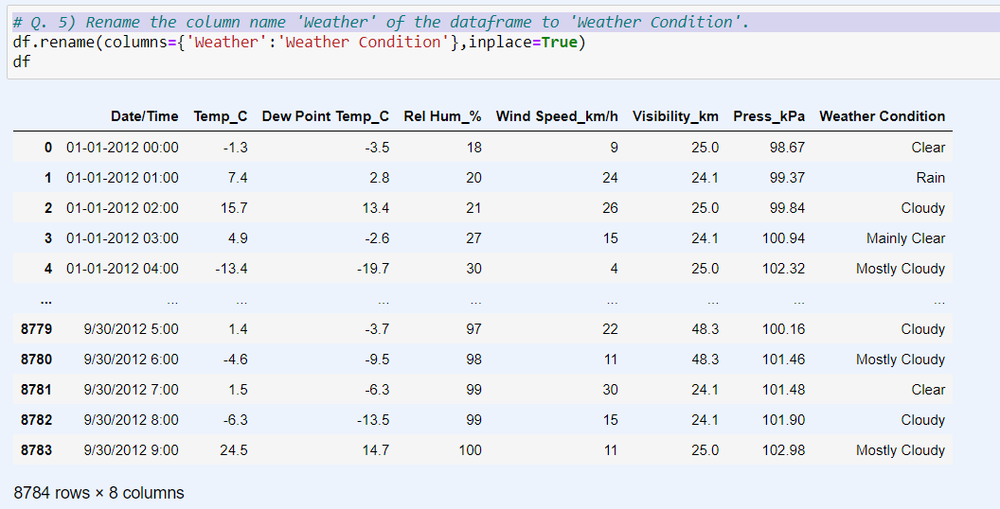 # Q. 5) Rename the column name 'Weather' of the dataframe to 'Weather Condition'.
df.rename(columns={'Weather':'Weather Condition'},inplace=True)
df
Date/Time Temp_C Dew Point Temp_C Rel Hum_% Wind Speed_km/h Visibility_km Press_kPa Weather Condition
0 01-01-2012 00:00 -1.3 -3.5 18 9 25.0 98.67 Clear
1 01-01-2012 01:00 7.4 2.8 20 24 24.1 99.37 Rain
2 01-01-2012 02:00 15.7 13.4 21 26 25.0 99.84 Cloudy
3 01-01-2012 03:00 4.9 -2.6 27 15 24.1 100.94 Mainly Clear
4 01-01-2012 04:00 -13.4 -19.7 30 4 25.0 102.32 Mostly Cloudy
... ... ... ... ... ... ... ... ...
8779 9/30/2012 5:00 1.4 -3.7 97 22 48.3 100.16 Cloudy
8780 9/30/2012 6:00 -4.6 -9.5 98 11 48.3 101.46 Mostly Cloudy
8781 9/30/2012 7:00 1.5 -6.3 99 30 24.1 101.48 Clear
8782 9/30/2012 8:00 -6.3 -13.5 99 15 24.1 101.90 Cloudy
8783 9/30/2012 9:00 24.5 14.7 100 11 25.0 102.98 Mostly Cloudy
8784 rows × 8 columns